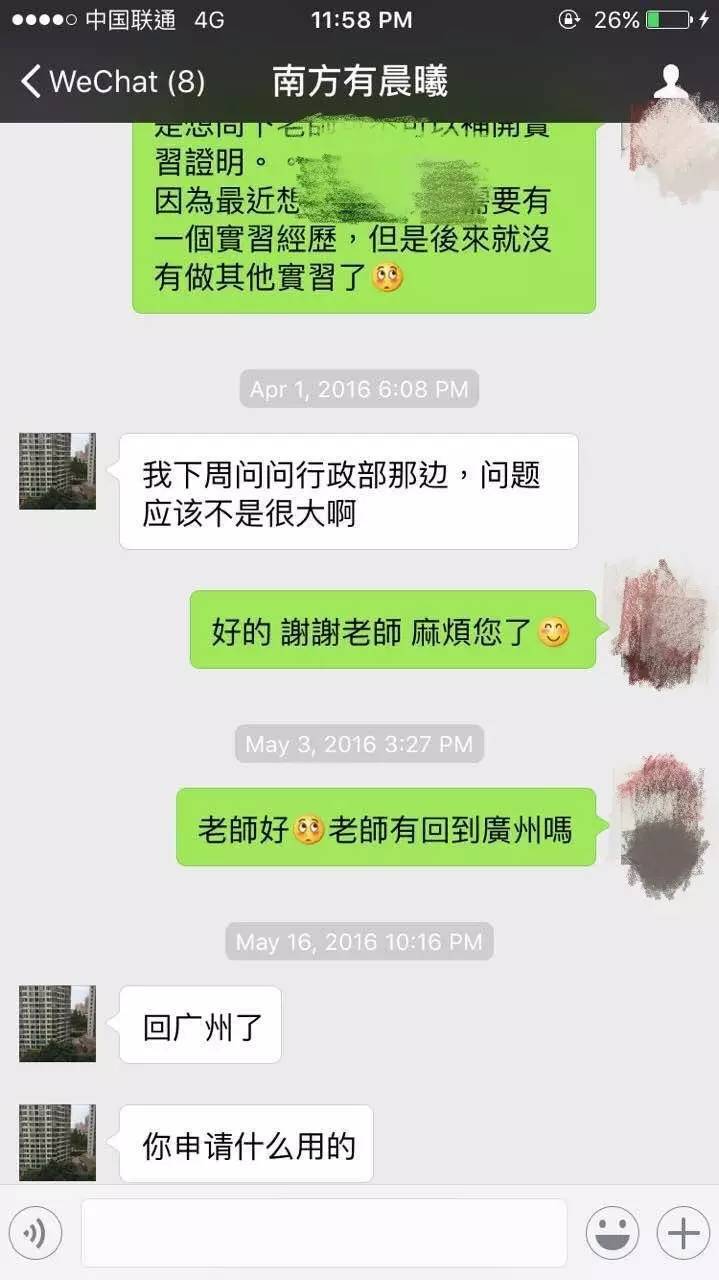 中国联通 4G 11:58 PM 26%
WeChat (8) 南方有晨曦
是想問下老師 可以補開實
習證明。
因為最近想 需要有
一個實習經歷，但是後來就沒
有做其他實習了
Apr 1, 2016 6:08 PM
我下周问问行政部那边，问题
应该不是很大啊
好的 謝謝老師 麻煩您了
May 3, 2016 3:27 PM
老師好 老師有回到廣州嗎
May 16, 2016 10:16 PM
回广州了
你申请什么用的